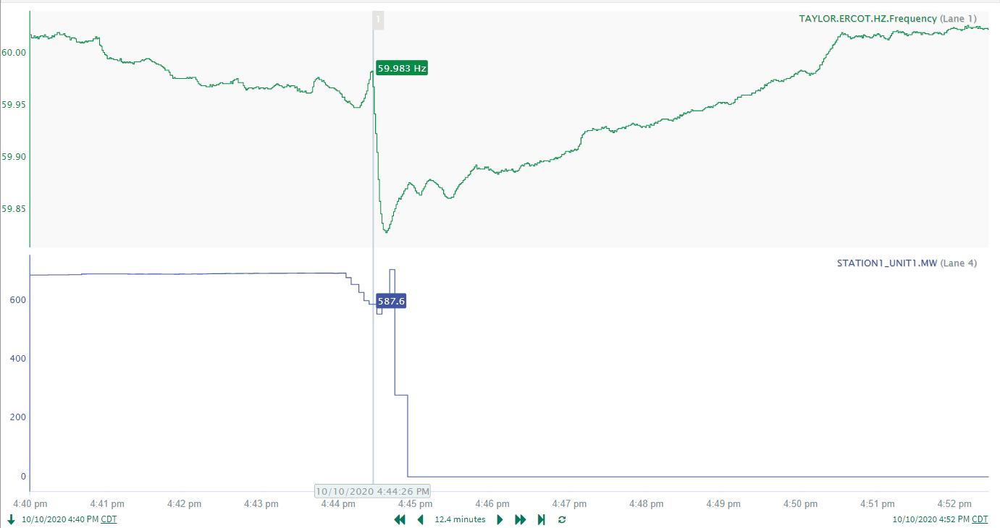 1
TAYLOR.ERCOT.HZ.Frequency (Lane 1)
60.00
59.983 Hz
59.95
59.90
59.85
STATION1_UNIT1.MW (Lane 4)
600
587.6
400
200
0
10/10/2020 4:44:26 PM
4:40 pm 4:41 pm 4:42 pm 4:43 pm 4:44 pm 4:45 pm 4:46 pm 4:47 pm 4:48 pm 4:49 pm 4:50 pm 4:51 pm 4:52 pm
10/10/2020 4:40 PM CDT 12.4 minutes 10/10/2020 4:52 PM CDT